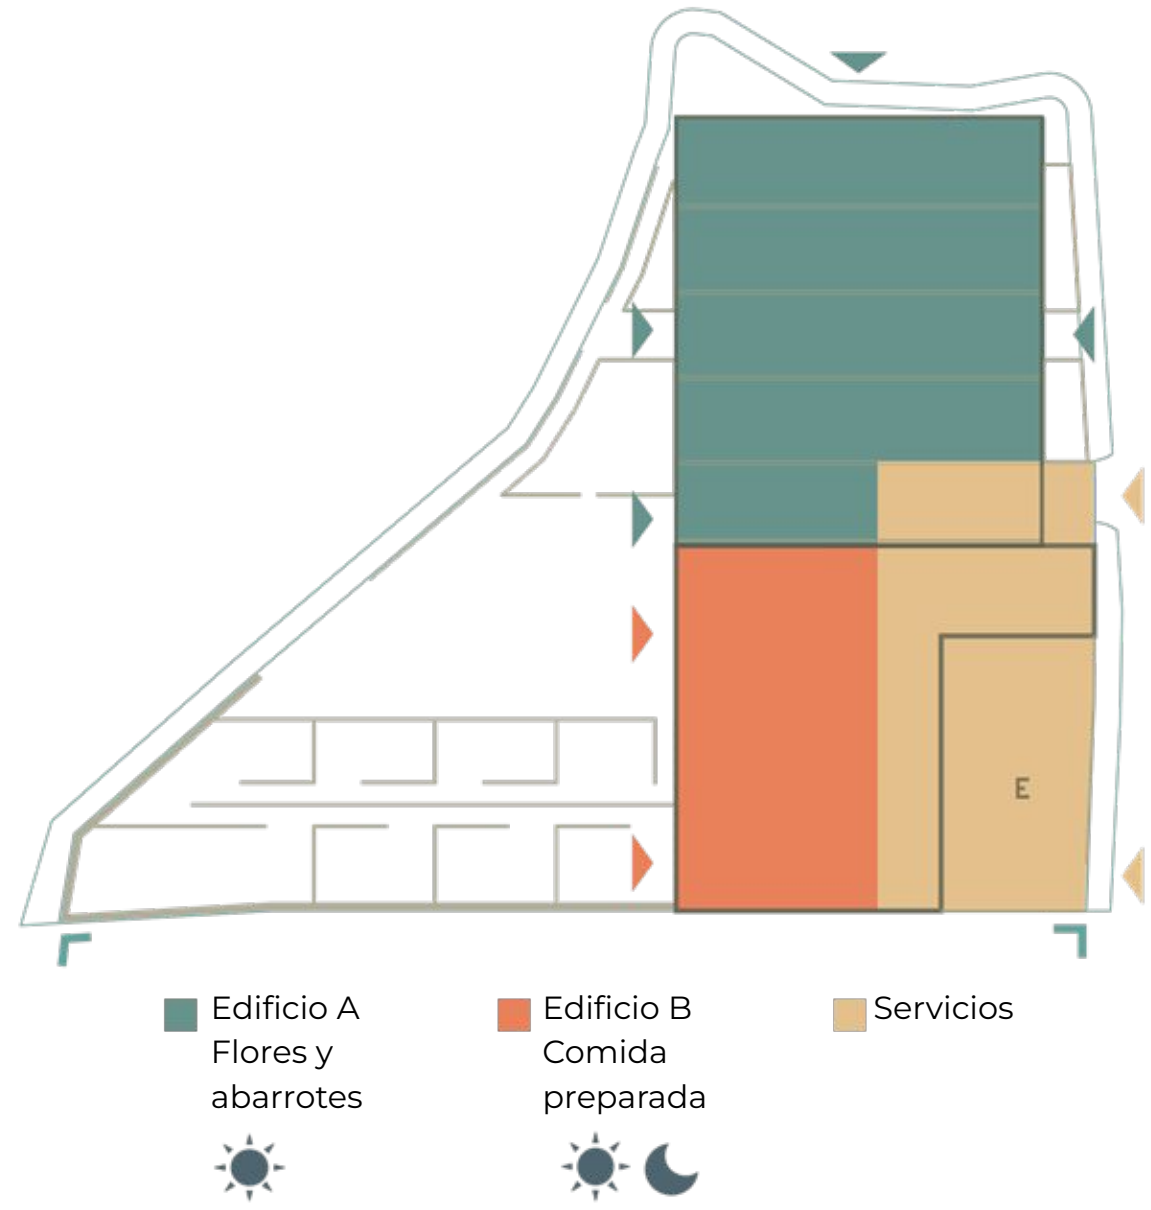 E
Edificio A
Flores y
abarrotes
Edificio B
Comida
preparada
Servicios